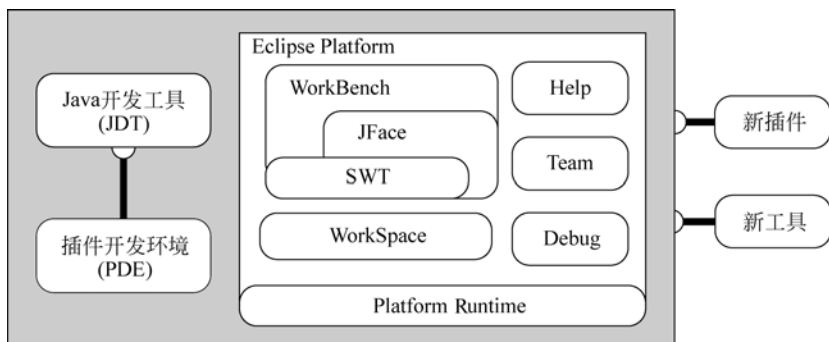 Java开发工具
(JDT)
插件开发环境
(PDE)
Eclipse Platform
WorkBench
JFace
SWT
WorkSpace
Help
Team
Debug
Platform Runtime
新插件
新工具